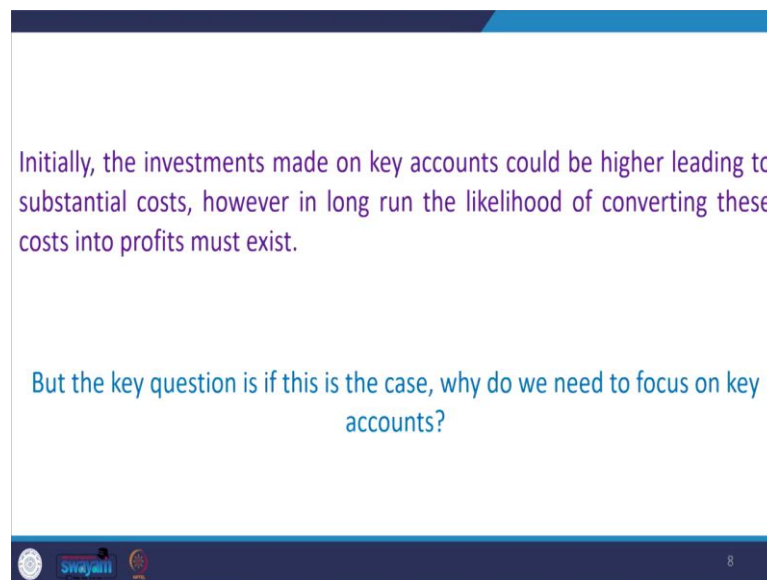 Initially, the investments made on key accounts could be higher leading to
substantial costs, however in long run the likelihood of converting these
costs into profits must exist.
But the key question is if this is the case, why do we need to focus on key
accounts?
swayam
8